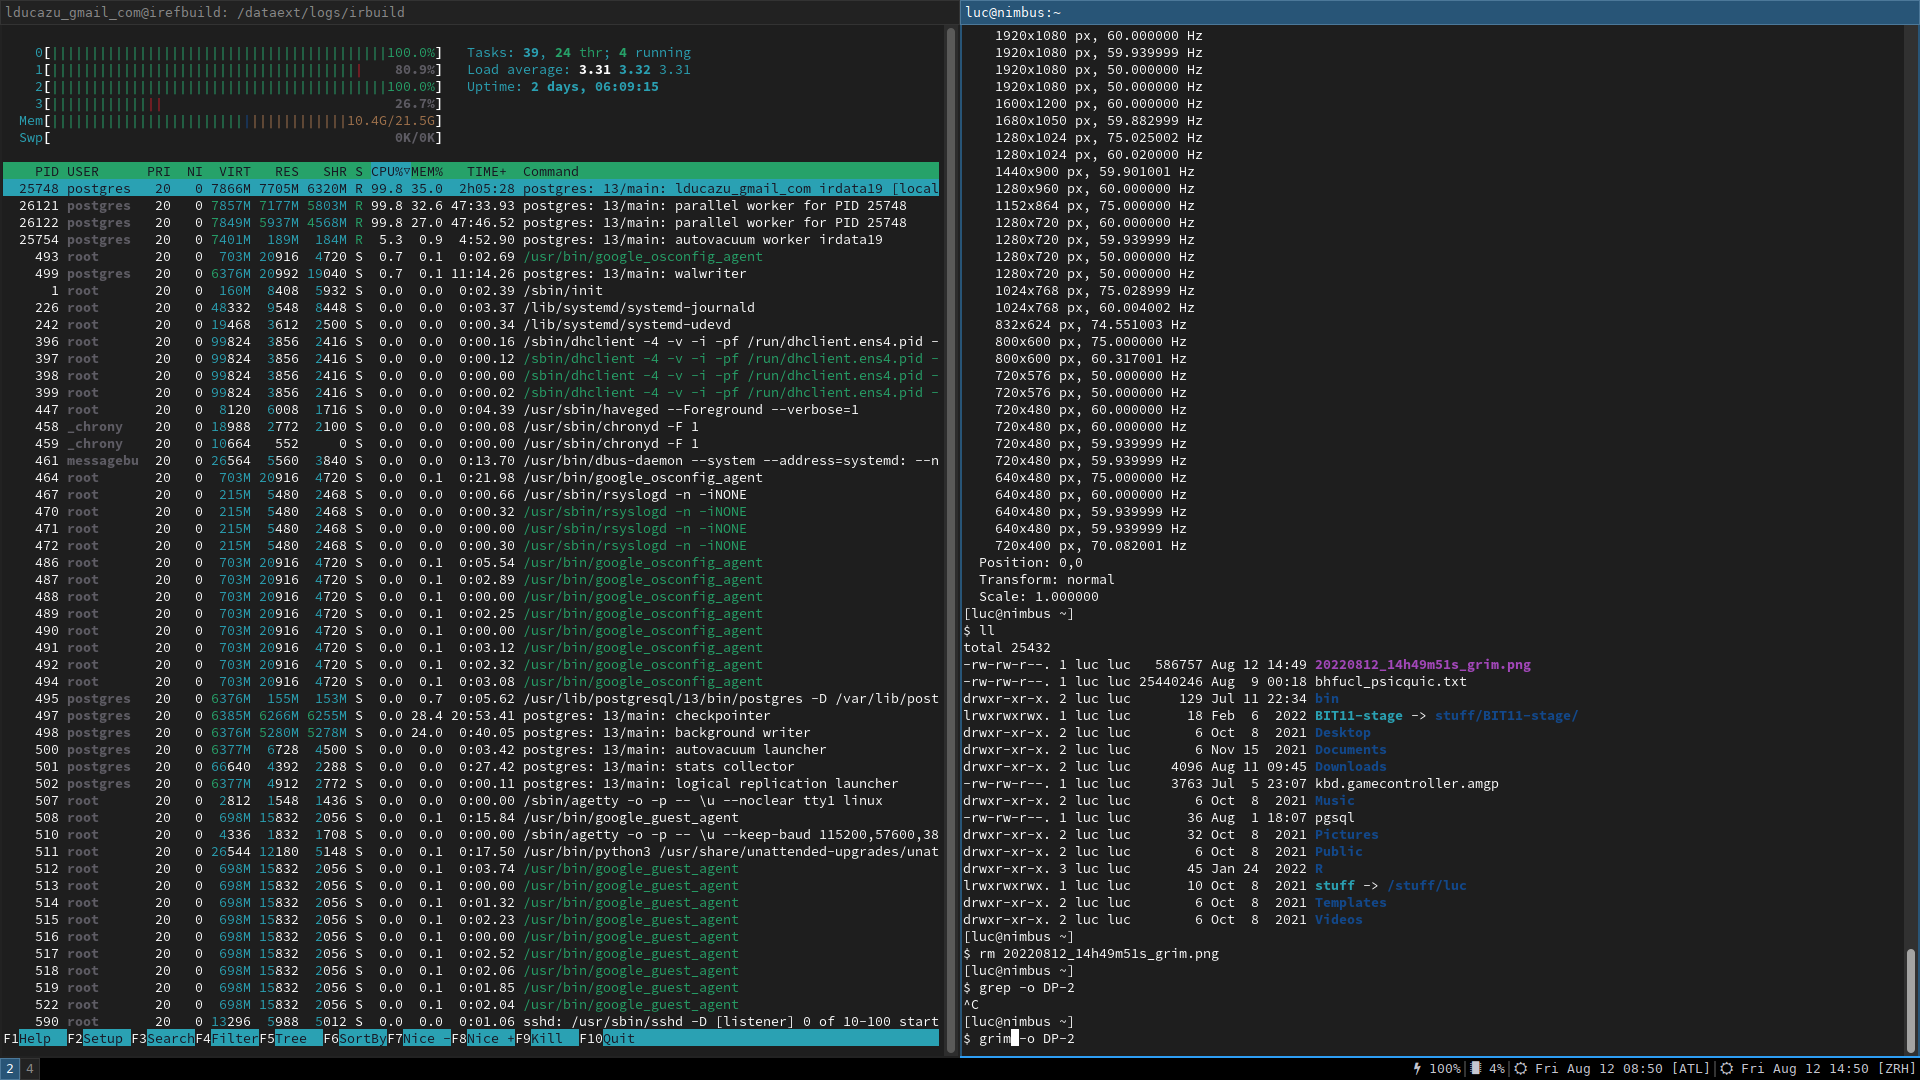 lducazu_gmail_com@irefbuild: /dataext/logs/irbuild
0[||||||||||||||||||||||||||||||||||||||||||100.0%]
1[||||||||||||||||||||||||||||||||||||||| 80.9%]
2[||||||||||||||||||||||||||||||||||||||||||100.0%]
3[|||||||||||||| 26.7%]
Mem[|||||||||||||||||||||||||||||||||||||10.4G/21.5G]
Swp[ 0K/0K]
Tasks: 39, 24 thr; 4 running
Load average: 3.31 3.32 3.31
Uptime: 2 days, 06:09:15
PID USER PRI NI VIRT RES SHR S CPU%▽MEM% TIME+ Command
25748 postgres 20 0 7866M 7705M 6320M R 99.8 35.0 2h05:28 postgres: 13/main: lducazu_gmail_com irdata19 [local
26121 postgres 20 0 7857M 7177M 5803M R 99.8 32.6 47:33.93 postgres: 13/main: parallel worker for PID 25748
26122 postgres 20 0 7849M 5937M 4568M R 99.8 27.0 47:46.52 postgres: 13/main: parallel worker for PID 25748
25754 postgres 20 0 7401M 189M 184M R 5.3 0.9 4:52.90 postgres: 13/main: autovacuum worker irdata19
493 root 20 0 703M 20916 4720 S 0.7 0.1 0:02.69 /usr/bin/google_osconfig_agent
499 postgres 20 0 6376M 20992 19040 S 0.7 0.1 11:14.26 postgres: 13/main: walwriter
1 root 20 0 160M 8408 5932 S 0.0 0.0 0:02.39 /sbin/init
226 root 20 0 48332 9548 8448 S 0.0 0.0 0:03.37 /lib/systemd/systemd-journald
242 root 20 0 19468 3612 2500 S 0.0 0.0 0:00.34 /lib/systemd/systemd-udevd
396 root 20 0 99824 3856 2416 S 0.0 0.0 0:00.16 /sbin/dhclient -4 -v -i -pf /run/dhclient.ens4.pid -
397 root 20 0 99824 3856 2416 S 0.0 0.0 0:00.12 /sbin/dhclient -4 -v -i -pf /run/dhclient.ens4.pid -
398 root 20 0 99824 3856 2416 S 0.0 0.0 0:00.00 /sbin/dhclient -4 -v -i -pf /run/dhclient.ens4.pid -
399 root 20 0 99824 3856 2416 S 0.0 0.0 0:00.02 /sbin/dhclient -4 -v -i -pf /run/dhclient.ens4.pid -
447 root 20 0 8120 6008 1716 S 0.0 0.0 0:04.39 /usr/sbin/haveged --Foreground --verbose=1
458 _chrony 20 0 18988 2772 2100 S 0.0 0.0 0:00.08 /usr/sbin/chronyd -F 1
459 _chrony 20 0 10664 552 0 S 0.0 0.0 0:00.00 /usr/sbin/chronyd -F 1
461 messagebu 20 0 26564 5560 3840 S 0.0 0.0 0:13.70 /usr/bin/dbus-daemon --system --address=systemd: --n
464 root 20 0 703M 20916 4720 S 0.0 0.1 0:21.98 /usr/bin/google_osconfig_agent
467 root 20 0 215M 5480 2468 S 0.0 0.0 0:00.66 /usr/sbin/rsyslogd -n -iNONE
470 root 20 0 215M 5480 2468 S 0.0 0.0 0:00.32 /usr/sbin/rsyslogd -n -iNONE
471 root 20 0 215M 5480 2468 S 0.0 0.0 0:00.00 /usr/sbin/rsyslogd -n -iNONE
472 root 20 0 215M 5480 2468 S 0.0 0.0 0:00.30 /usr/sbin/rsyslogd -n -iNONE
486 root 20 0 703M 20916 4720 S 0.0 0.1 0:05.54 /usr/bin/google_osconfig_agent
487 root 20 0 703M 20916 4720 S 0.0 0.1 0:02.89 /usr/bin/google_osconfig_agent
488 root 20 0 703M 20916 4720 S 0.0 0.1 0:00.00 /usr/bin/google_osconfig_agent
489 root 20 0 703M 20916 4720 S 0.0 0.1 0:02.25 /usr/bin/google_osconfig_agent
490 root 20 0 703M 20916 4720 S 0.0 0.1 0:00.00 /usr/bin/google_osconfig_agent
491 root 20 0 703M 20916 4720 S 0.0 0.1 0:03.12 /usr/bin/google_osconfig_agent
492 root 20 0 703M 20916 4720 S 0.0 0.1 0:02.32 /usr/bin/google_osconfig_agent
494 root 20 0 703M 20916 4720 S 0.0 0.1 0:03.08 /usr/bin/google_osconfig_agent
495 postgres 20 0 6376M 155M 153M S 0.0 0.7 0:05.62 /usr/lib/postgresql/13/bin/postgres -D /var/lib/post
497 postgres 20 0 6385M 6266M 6255M S 0.0 28.4 20:53.41 postgres: 13/main: checkpointer
498 postgres 20 0 6376M 5280M 5278M S 0.0 24.0 0:40.05 postgres: 13/main: background writer
500 postgres 20 0 6377M 6728 4500 S 0.0 0.0 0:03.42 postgres: 13/main: autovacuum launcher
501 postgres 20 0 66640 4392 2288 S 0.0 0.0 0:27.42 postgres: 13/main: stats collector
502 postgres 20 0 6377M 4912 2772 S 0.0 0.0 0:00.11 postgres: 13/main: logical replication launcher
507 root 20 0 2812 1548 1436 S 0.0 0.0 0:00.00 /sbin/agetty -o -p -- \u --noclear tty1 linux
508 root 20 0 698M 15832 2056 S 0.0 0.1 0:15.84 /usr/bin/google_guest_agent
510 root 20 0 4336 1832 1708 S 0.0 0.0 0:00.00 /sbin/agetty -o -p -- \u --keep-baud 115200,57600,38
511 root 20 0 26544 12180 5148 S 0.0 0.1 0:17.50 /usr/bin/python3 /usr/share/unattended-upgrades/unat
512 root 20 0 698M 15832 2056 S 0.0 0.1 0:03.74 /usr/bin/google_guest_agent
513 root 20 0 698M 15832 2056 S 0.0 0.1 0:00.00 /usr/bin/google_guest_agent
514 root 20 0 698M 15832 2056 S 0.0 0.1 0:01.32 /usr/bin/google_guest_agent
515 root 20 0 698M 15832 2056 S 0.0 0.1 0:02.23 /usr/bin/google_guest_agent
516 root 20 0 698M 15832 2056 S 0.0 0.1 0:00.00 /usr/bin/google_guest_agent
517 root 20 0 698M 15832 2056 S 0.0 0.1 0:02.52 /usr/bin/google_guest_agent
518 root 20 0 698M 15832 2056 S 0.0 0.1 0:02.06 /usr/bin/google_guest_agent
519 root 20 0 698M 15832 2056 S 0.0 0.1 0:01.85 /usr/bin/google_guest_agent
522 root 20 0 698M 15832 2056 S 0.0 0.1 0:02.04 /usr/bin/google_guest_agent
590 root 20 0 13296 5988 5012 S 0.0 0.0 0:01.06 sshd: /usr/sbin/sshd -D [listener] 0 of 10-100 start
F1Help F2Setup F3SearchF4FilterF5Tree F6SortByF7Nice -F8Nice +F9Kill F10Quit
luc@nimbus:~
1920x1080 px, 60.000000 Hz
1920x1080 px, 59.939999 Hz
1920x1080 px, 50.000000 Hz
1920x1080 px, 50.000000 Hz
1600x1200 px, 60.000000 Hz
1680x1050 px, 59.882999 Hz
1280x1024 px, 75.025002 Hz
1280x1024 px, 60.020000 Hz
1440x900 px, 59.901001 Hz
1280x960 px, 60.000000 Hz
1152x864 px, 75.000000 Hz
1280x720 px, 60.000000 Hz
1280x720 px, 59.939999 Hz
1280x720 px, 50.000000 Hz
1280x720 px, 50.000000 Hz
1024x768 px, 75.028999 Hz
1024x768 px, 60.004002 Hz
832x624 px, 74.551003 Hz
800x600 px, 75.000000 Hz
800x600 px, 60.317001 Hz
720x576 px, 50.000000 Hz
720x576 px, 50.000000 Hz
720x480 px, 60.000000 Hz
720x480 px, 60.000000 Hz
720x480 px, 59.939999 Hz
720x480 px, 59.939999 Hz
640x480 px, 75.000000 Hz
640x480 px, 60.000000 Hz
640x480 px, 59.939999 Hz
640x480 px, 59.939999 Hz
720x400 px, 70.082001 Hz
Position: 0,0
Transform: normal
Scale: 1.000000
[luc@nimbus ~]
$ ll
total 25432
-rw-rw-r--. 1 luc luc 586757 Aug 12 14:49 20220812_14h49m51s_grim.png
-rw-rw-r--. 1 luc luc 25440246 Aug 9 00:18 bhfucl_psicquic.txt
drwxr-xr-x. 2 luc luc 129 Jul 11 22:34 bin
lrwxrwxrwx. 1 luc luc 18 Feb 6 2022 BIT11-stage -> stuff/BIT11-stage/
drwxr-xr-x. 2 luc luc 6 Oct 8 2021 Desktop
drwxr-xr-x. 2 luc luc 6 Nov 15 2021 Documents
drwxr-xr-x. 2 luc luc 4096 Aug 11 09:45 Downloads
-rw-rw-r--. 1 luc luc 3763 Jul 5 23:07 kbd.gamecontroller.amgp
drwxr-xr-x. 2 luc luc 6 Oct 8 2021 Music
-rw-rw-r--. 1 luc luc 36 Aug 1 18:07 pgsql
drwxr-xr-x. 2 luc luc 32 Oct 8 2021 Pictures
drwxr-xr-x. 2 luc luc 6 Oct 8 2021 Public
drwxr-xr-x. 3 luc luc 45 Jan 24 2022 R
lrwxrwxrwx. 1 luc luc 10 Oct 8 2021 stuff -> /stuff/luc
drwxr-xr-x. 2 luc luc 6 Oct 8 2021 Templates
drwxr-xr-x. 2 luc luc 6 Oct 8 2021 Videos
[luc@nimbus ~]
$ rm 20220812_14h49m51s_grim.png
[luc@nimbus ~]
$ grep -o DP-2
^C
[luc@nimbus ~]
$ grim -o DP-2
2 4
100%| 4%| Fri Aug 12 08:50 [ATL]| Fri Aug 12 14:50 [ZRH]